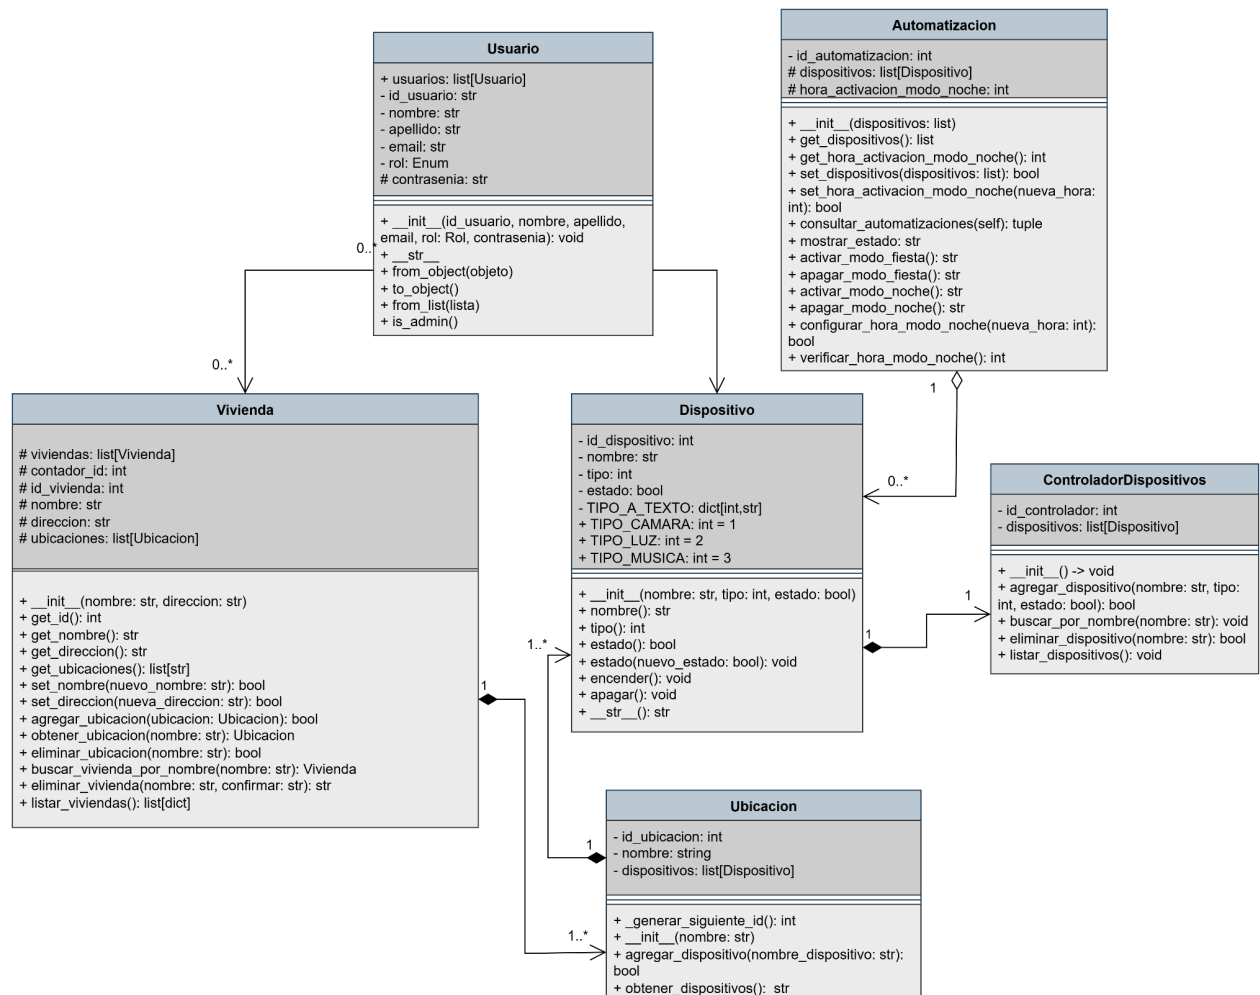 Usuario
+ usuarios: list[Usuario]
- id_usuario: str
- nombre: str
- apellido: str
- email: str
- rol: Enum
# contrasenia: str
+ __init__(id_usuario, nombre, apellido,
email, rol: Rol, contrasenia): void
+ __str__
+ from_object(objeto)
+ to_object()
+ from_list(lista)
+ is_admin()
0..*
0..*
Automatizacion
- id_automatizacion: int
# dispositivos: list[Dispositivo]
# hora_activacion_modo_noche: int
+ __init__(dispositivos: list)
+ get_dispositivos(): list
+ get_hora_activacion_modo_noche(): int
+ set_dispositivos(dispositivos: list): bool
+ set_hora_activacion_modo_noche(nueva_hora:
int): bool
+ consultar_automatizaciones(self): tuple
+ mostrar_estado: str
+ activar_modo_fiesta(): str
+ apagar_modo_fiesta(): str
+ activar_modo_noche(): str
+ apagar_modo_noche(): str
+ configurar_hora_modo_noche(nueva_hora: int):
bool
+ verificar_hora_modo_noche(): int
1
0..*
Vivienda
# viviendas: list[Vivienda]
# contador_id: int
# id_vivienda: int
# nombre: str
# direccion: str
# ubicaciones: list[Ubicacion]
+ __init__(nombre: str, direccion: str)
+ get_id(): int
+ get_nombre(): str
+ get_direccion(): str
+ get_ubicaciones(): list[str]
+ set_nombre(nuevo_nombre: str): bool
+ set_direccion(nueva_direccion: str): bool
+ agregar_ubicacion(ubicacion: Ubicacion): bool
+ obtener_ubicacion(nombre: str): Ubicacion
+ eliminar_ubicacion(nombre: str): bool
+ buscar_vivienda_por_nombre(nombre: str): Vivienda
+ eliminar_vivienda(nombre: str, confirmar: str): str
+ listar_viviendas(): list[dict]
1
1..*
Dispositivo
- id_dispositivo: int
- nombre: str
- tipo: int
- estado: bool
- TIPO_A_TEXTO: dict[int,str]
+ TIPO_CAMARA: int = 1
+ TIPO_LUZ: int = 2
+ TIPO_MUSICA: int = 3
+ __init__(nombre: str, tipo: int, estado: bool)
+ nombre(): str
+ tipo(): int
+ estado(): bool
+ estado(nuevo_estado: bool): void
+ encender(): void
+ apagar(): void
+ __str__(): str
1
1
ControladorDispositivos
- id_controlador: int
- dispositivos: list[Dispositivo]
+ __init__() -> void
+ agregar_dispositivo(nombre: str, tipo:
int, estado: bool): bool
+ buscar_por_nombre(nombre: str): void
+ eliminar_dispositivo(nombre: str): bool
+ listar_dispositivos(): void
1..*
1
Ubicacion
- id_ubicacion: int
- nombre: string
- dispositivos: list[Dispositivo]
+ _generar_siguiente_id(): int
+ __init__(nombre: str)
+ agregar_dispositivo(nombre_dispositivo: str):
bool
+ obtener_dispositivos():  str